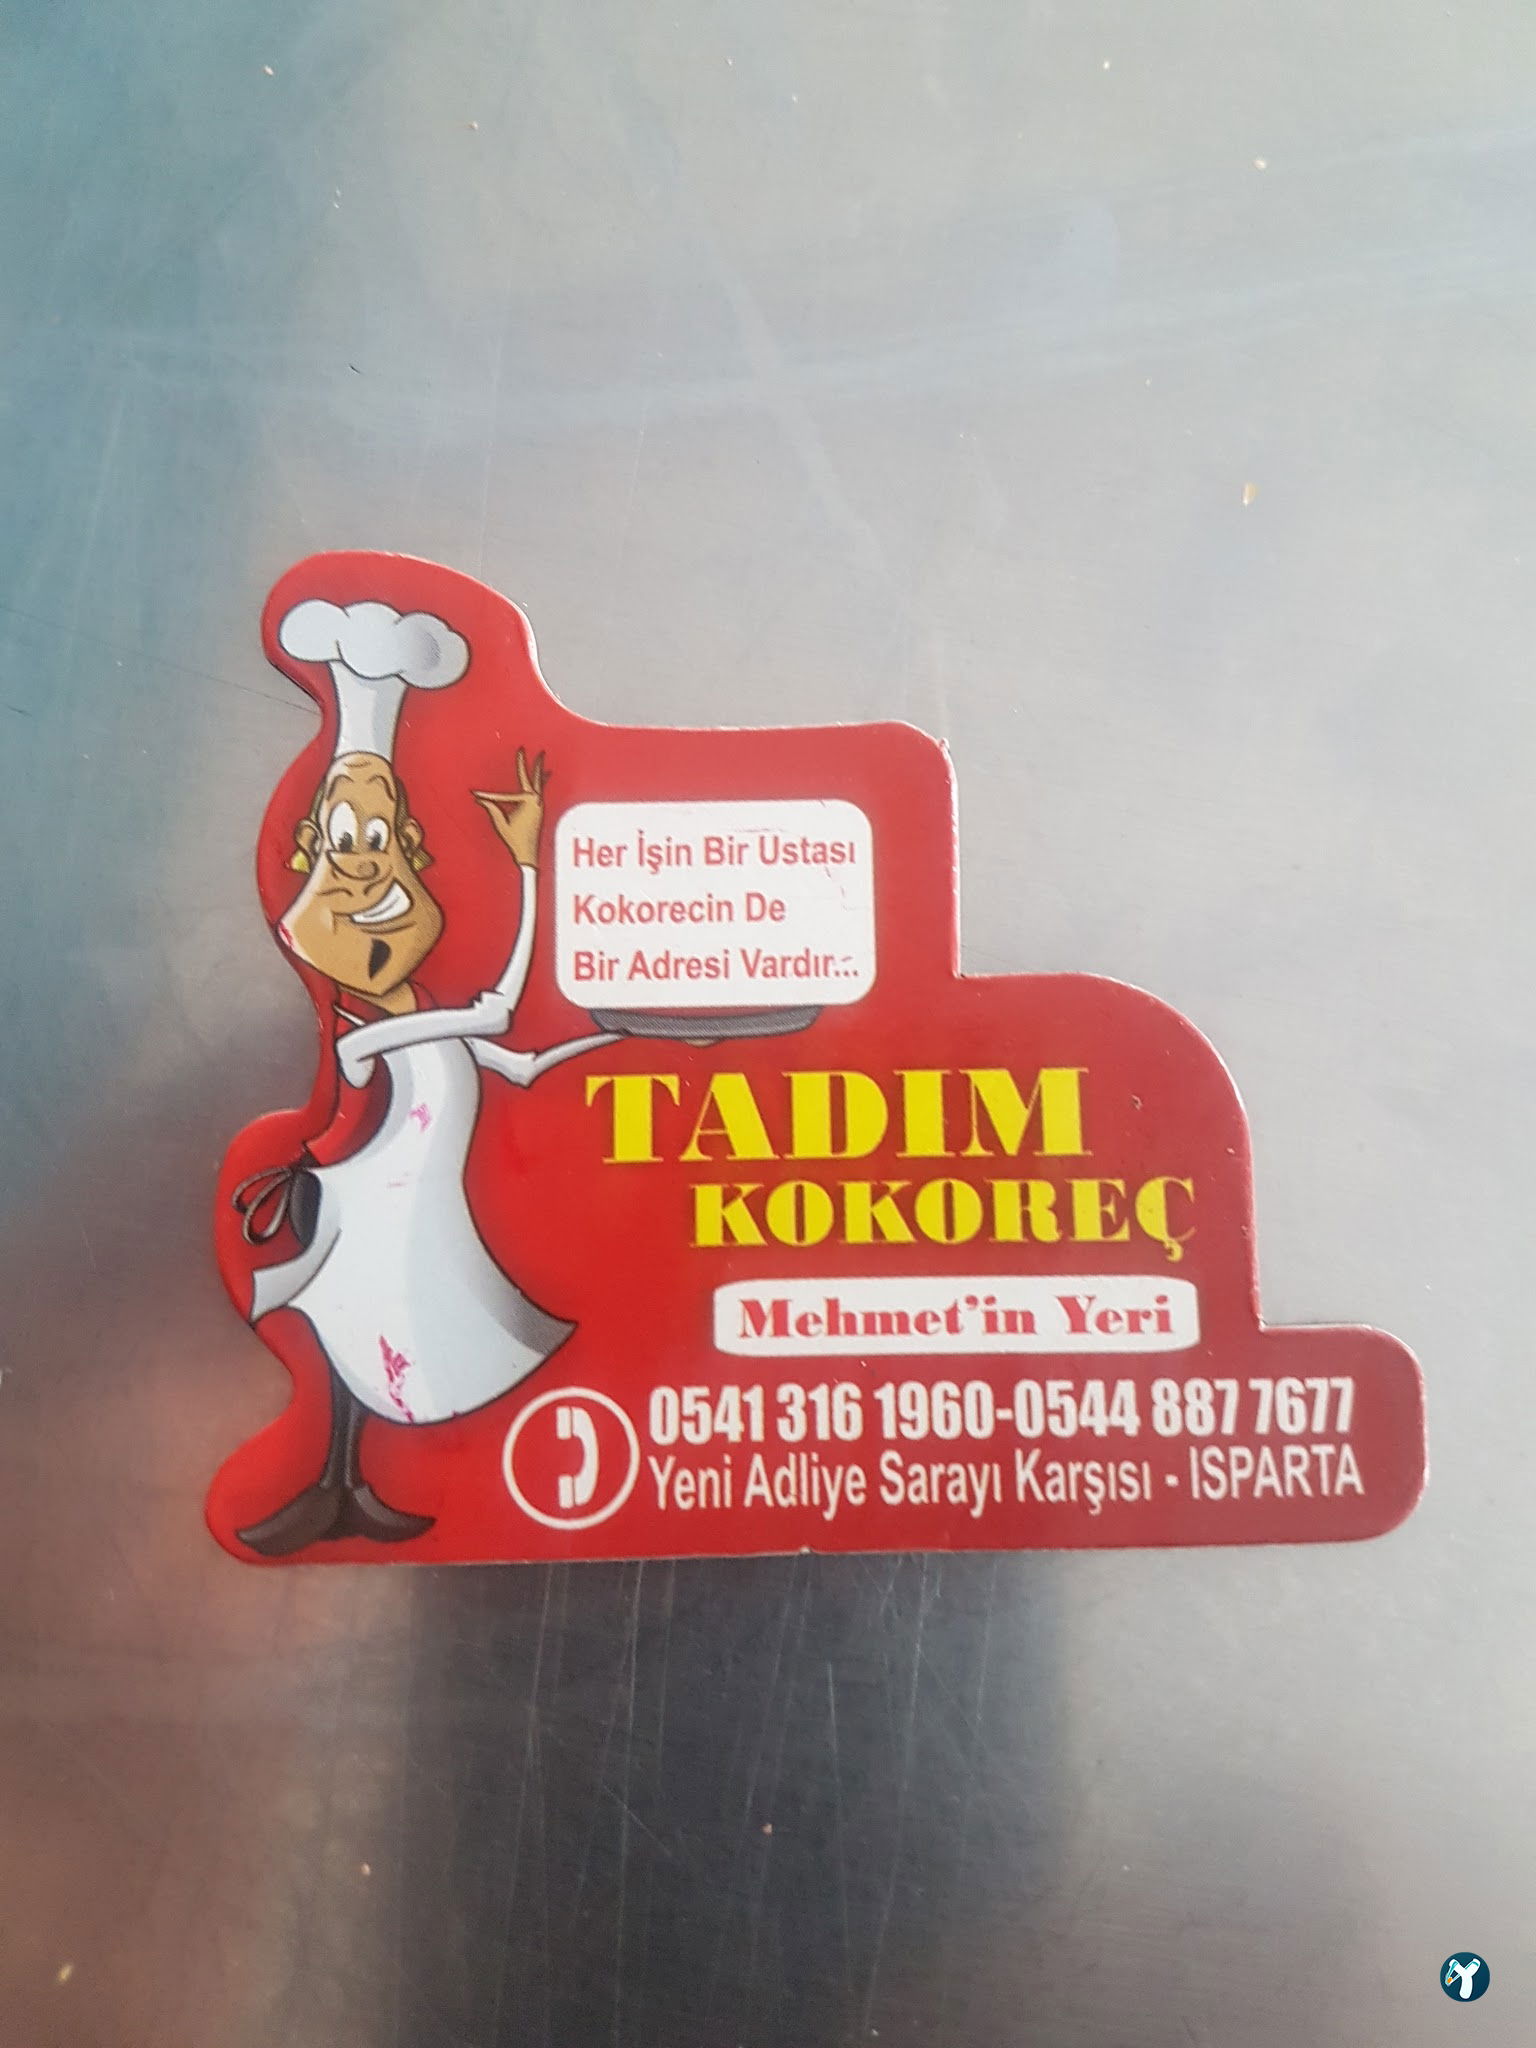 Her İşin Bir Ustası
Kokorecin De
Bir Adresi Vardır...
TADIM
KOKOREÇ
Mehmet'in Yeri
0541 316 1960-0544 887 7677
Yeni Adliye Sarayı Karşısı - ISPARTA